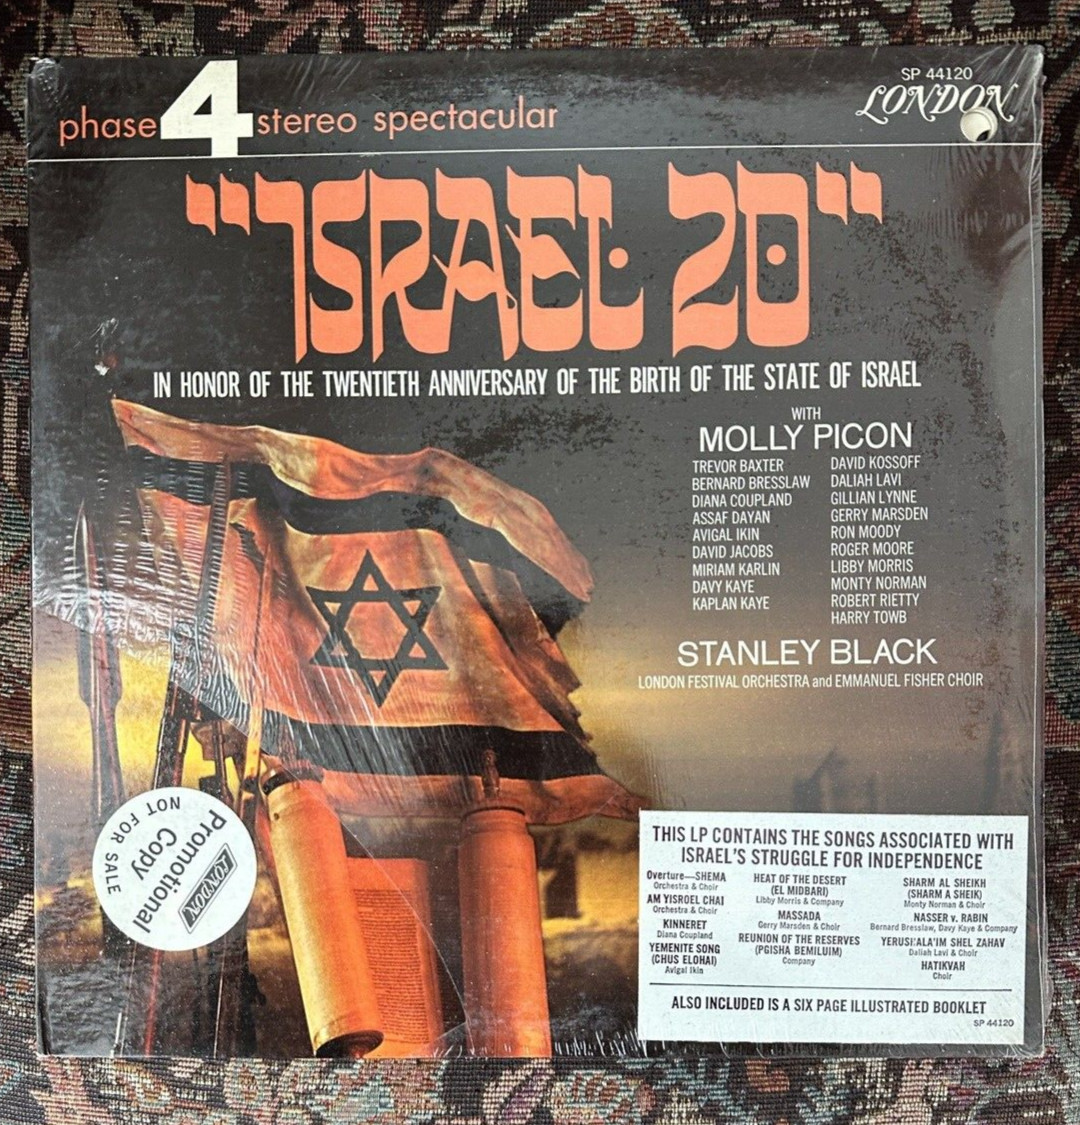 phase 4 stereo spectacular
SP 44120
LONDON
"ISRAEL 20"
IN HONOR OF THE TWENTIETH ANNIVERSARY OF THE BIRTH OF THE STATE OF ISRAEL
WITH
MOLLY PICON
TREVOR BAXTER
BERNARD BRESSLAW
DIANA COUPLAND
ASSAF DAYAN
AVIGAL IKIN
DAVID JACOBS
MIRIAM KARLIN
DAVY KAYE
KAPLAN KAYE
DAVID KOSSOFF
DALIAH LAVI
GILLIAN LYNNE
GERRY MARSDEN
RON MOODY
ROGER MOORE
LIBBY MORRIS
MONTY NORMAN
ROBERT RIETTY
HARRY TOWB
STANLEY BLACK
LONDON FESTIVAL ORCHESTRA and EMMANUEL FISHER CHOIR
LONDON
Promotional
Copy
NOT FOR SALE
THIS LP CONTAINS THE SONGS ASSOCIATED WITH
ISRAEL'S STRUGGLE FOR INDEPENDENCE
Overture—SHEMA
Orchestra & Choir
AM YISROEL CHAI
Orchestra & Choir
KINNERET
Diana Coupland
YEMENITE SONG
(CHUS ELOHAI)
Avigal Ikin
HEAT OF THE DESERT
(EL MIDBARI)
Libby Morris & Company
MASSADA
Gerry Marsden & Choir
REUNION OF THE RESERVES
(PGISHA BEMILUIM)
Company
SHARM AL SHEIKH
(SHARM A SHEIK)
Monty Norman & Choir
NASSER v. RABIN
Bernard Bresslaw, Davy Kaye & Company
YERUSI:ALA'IM SHEL ZAHAV
Daliah Lavi & Choir
HATIKVAH
Choir
ALSO INCLUDED IS A SIX PAGE ILLUSTRATED BOOKLET
SP 44120